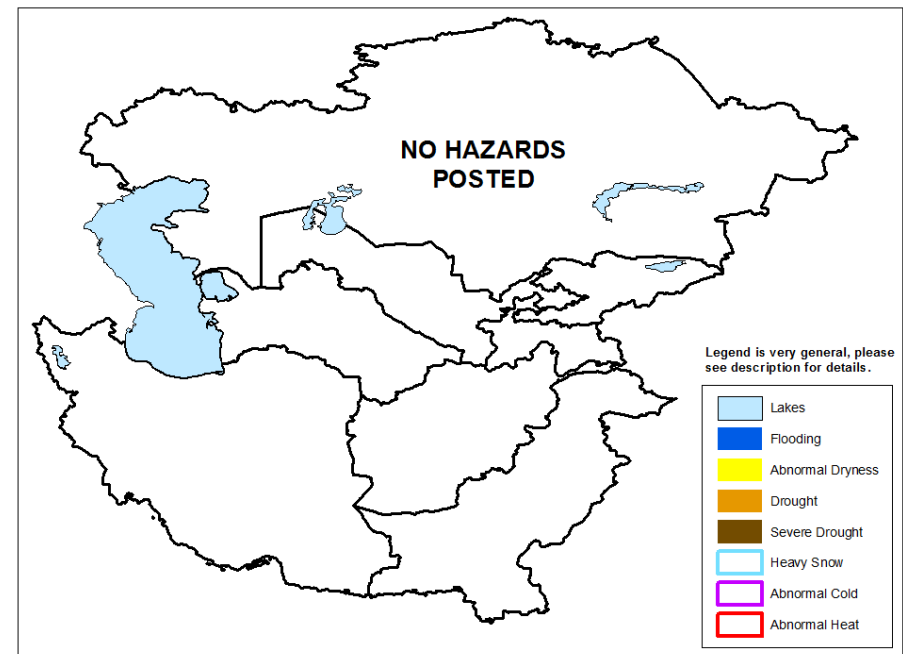 NO HAZARDS
POSTED
Legend is very general, please
see description for details.
Lakes
Flooding
Abnormal Dryness
Drought
Severe Drought
Heavy Snow
Abnormal Cold
Abnormal Heat